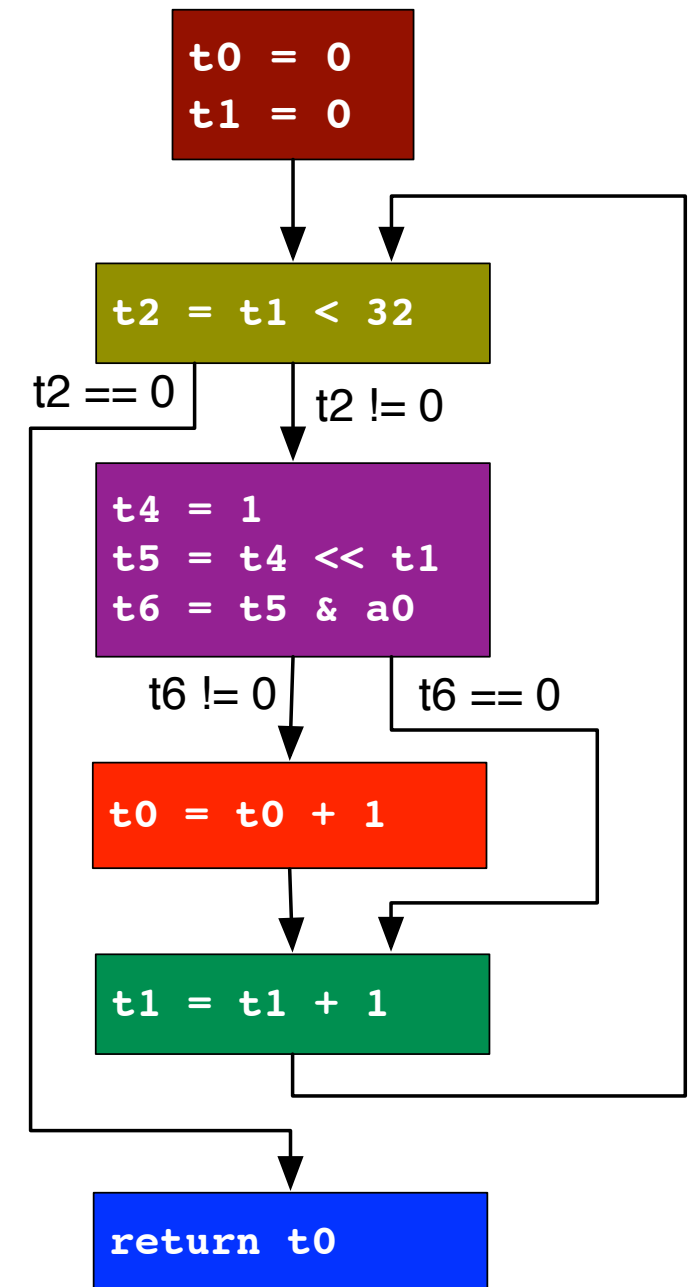 t0 = 0
t1 = 0
t2 = t1 < 32
t2 == 0
t2 != 0
t4 = 1
t5 = t4 << t1
t6 = t5 & a0
t6 != 0
t6 == 0
t0 = t0 + 1
t1 = t1 + 1
return t0